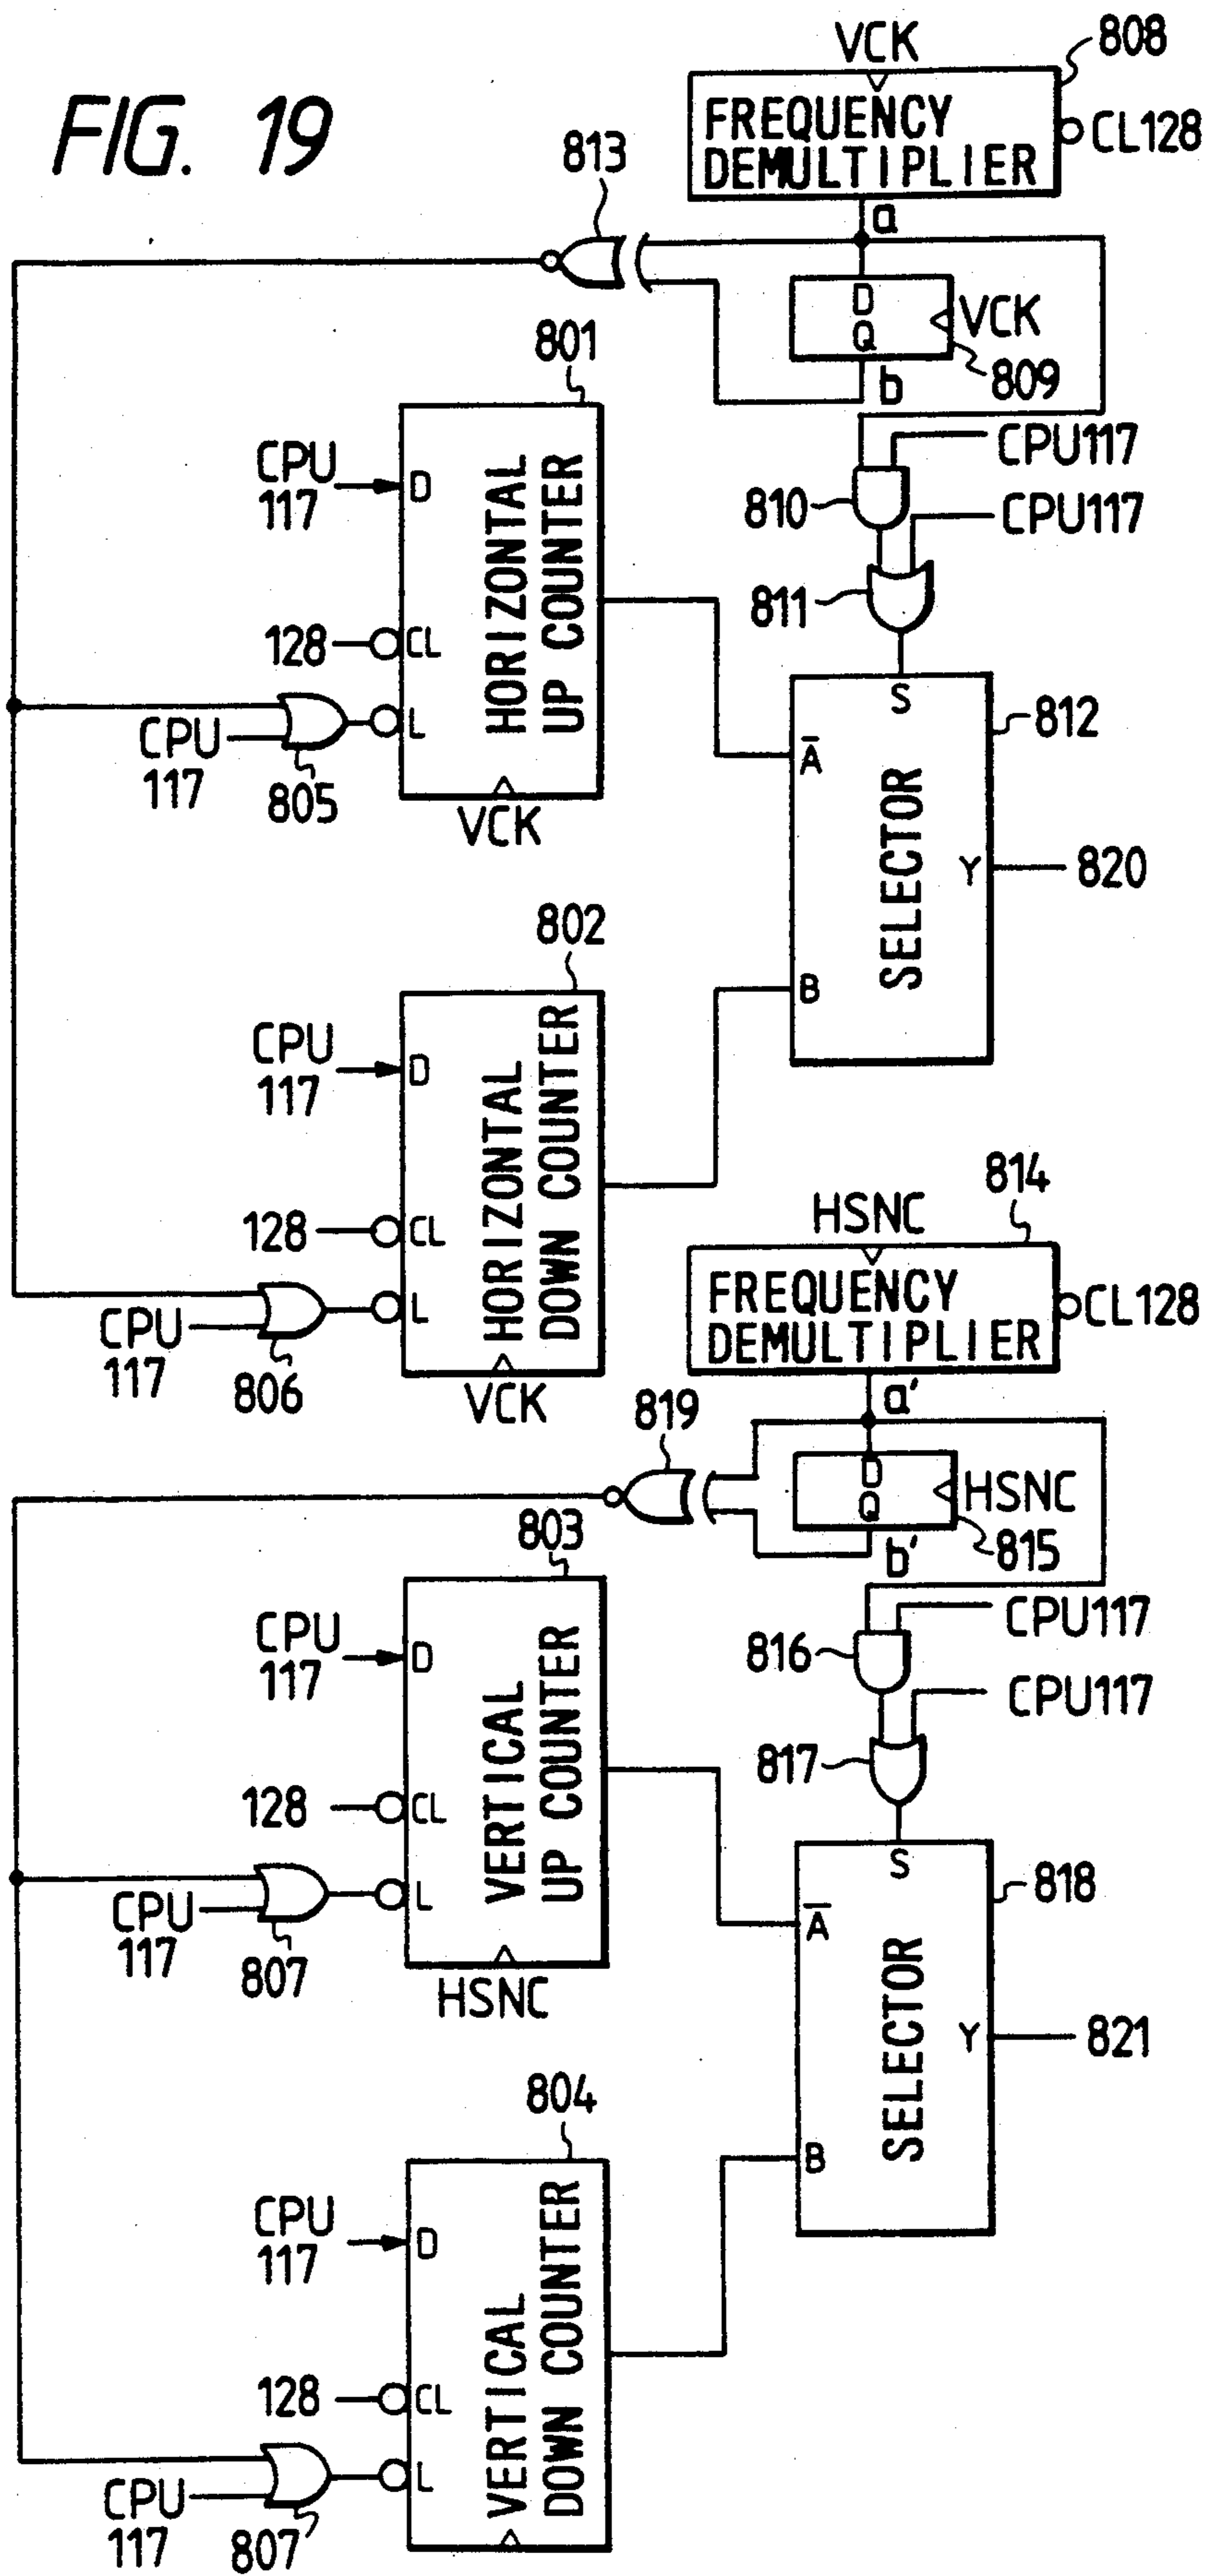 FIG. 19
VCK
808
FREQUENCY
DEMULTIPLIER
CL128
813
a
D
Q
VCK
809
b
801
CPU
117
D
HORIZONTAL
UP COUNTER
128
CL
CPU
117
805
L
VCK
CPU117
810
CPU117
811
S
812
A̅
SELECTOR
Y
820
B
802
CPU
117
D
HORIZONTAL
DOWN COUNTER
128
CL
CPU
117
806
L
VCK
814
HSNC
FREQUENCY
DEMULTIPLIER
CL128
819
a'
D
Q
HSNC
815
b'
803
CPU
117
D
VERTICAL
UP COUNTER
128
CL
CPU
117
807
L
HSNC
CPU117
816
CPU117
817
S
818
A̅
SELECTOR
Y
821
B
804
CPU
117
D
VERTICAL
DOWN COUNTER
128
CL
CPU
117
807
L